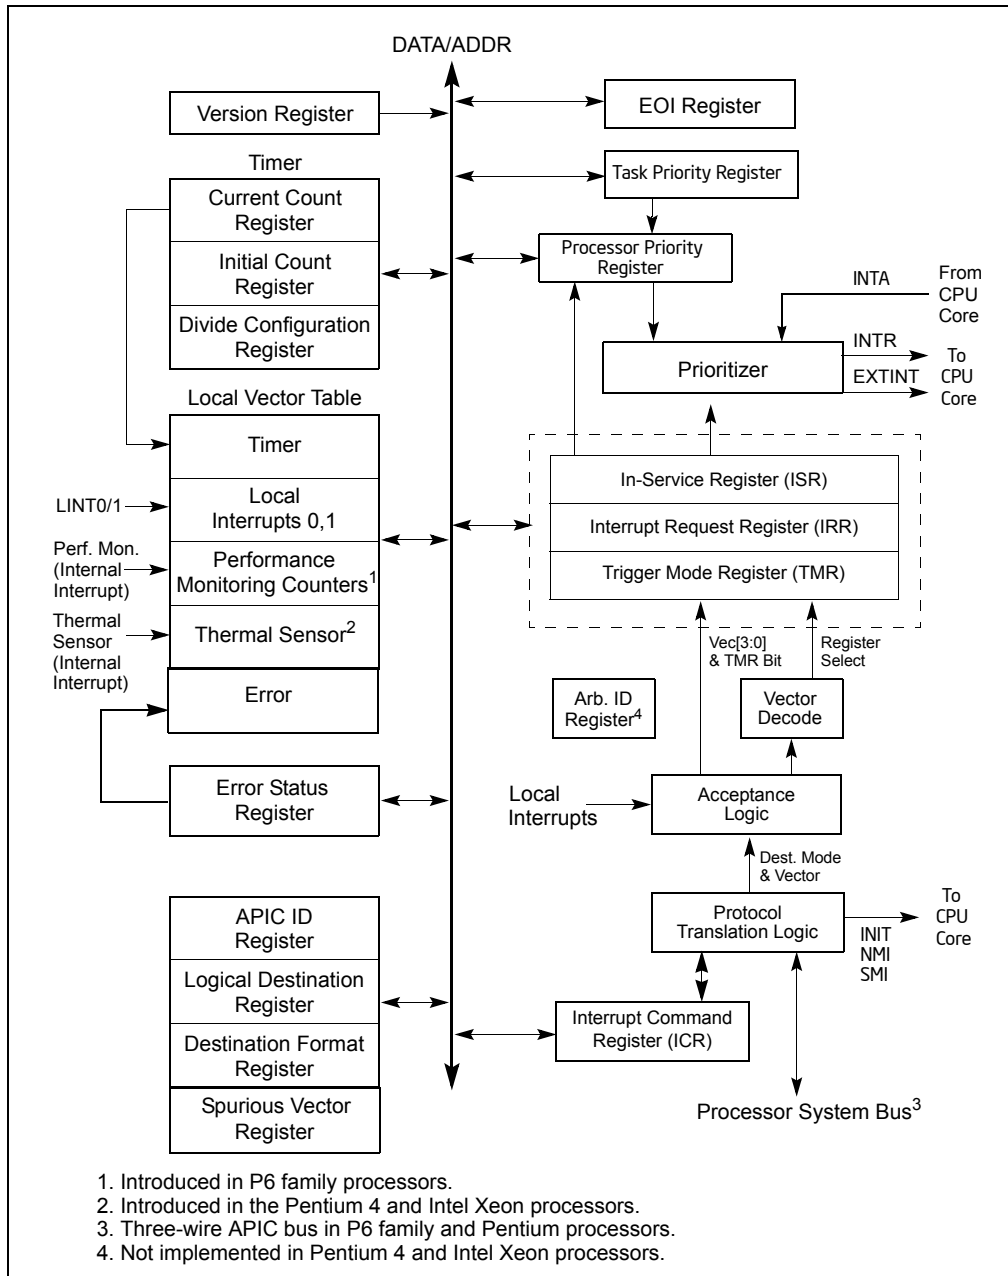 DATA/ADDR
Version Register
EOI Register
Timer
Task Priority Register
Current Count
Register
Initial Count
Register
Divide Configuration
Register
Processor Priority
Register
INTA
From
CPU
Core
Prioritizer
INTR
EXTINT
To
CPU
Core
Local Vector Table
Timer
LINT0/1
Local
Interrupts 0,1
Perf. Mon.
(Internal
Interrupt)
Performance
Monitoring Counters1
Thermal
Sensor
(Internal
Interrupt)
Thermal Sensor2
Error
In-Service Register (ISR)
Interrupt Request Register (IRR)
Trigger Mode Register (TMR)
Vec[3:0]
& TMR Bit
Register
Select
Arb. ID
Register4
Vector
Decode
Error Status
Register
Local
Interrupts
Acceptance
Logic
Dest. Mode
& Vector
APIC ID
Register
Logical Destination
Register
Destination Format
Register
Spurious Vector
Register
Protocol
Translation Logic
INIT
NMI
SMI
To
CPU
Core
Interrupt Command
Register (ICR)
Processor System Bus3
1. Introduced in P6 family processors.
2. Introduced in the Pentium 4 and Intel Xeon processors.
3. Three-wire APIC bus in P6 family and Pentium processors.
4. Not implemented in Pentium 4 and Intel Xeon processors.